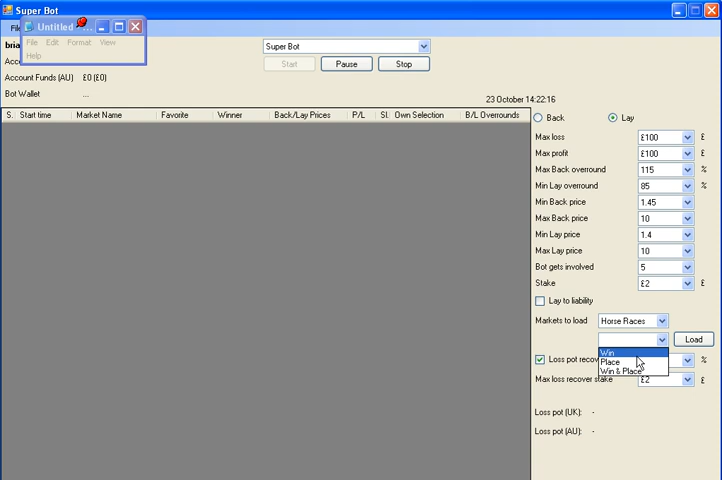 Super Bot
Untitled - ...
File Edit Format View
Help
Super Bot
Start Pause Stop
Account Funds (AU) £0 (£0)
Bot Wallet ...
23 October 14:22:16
S. Start time Market Name Favorite Winner Back/Lay Prices P/L Sl. Own Selection B/L Overrounds
Back Lay
Max loss £100 £
Max profit £100 £
Max Back overround 115 %
Min Lay overround 85 %
Min Back price 1.45
Max Back price 10
Min Lay price 1.4
Max Lay price 10
Bot gets involved 5
Stake £2 £
Lay to liability
Markets to load Horse Races
Load
Win
Place
Win & Place
Loss pot recov %
Max loss recover stake £2 £
Loss pot (UK): -
Loss pot (AU): -